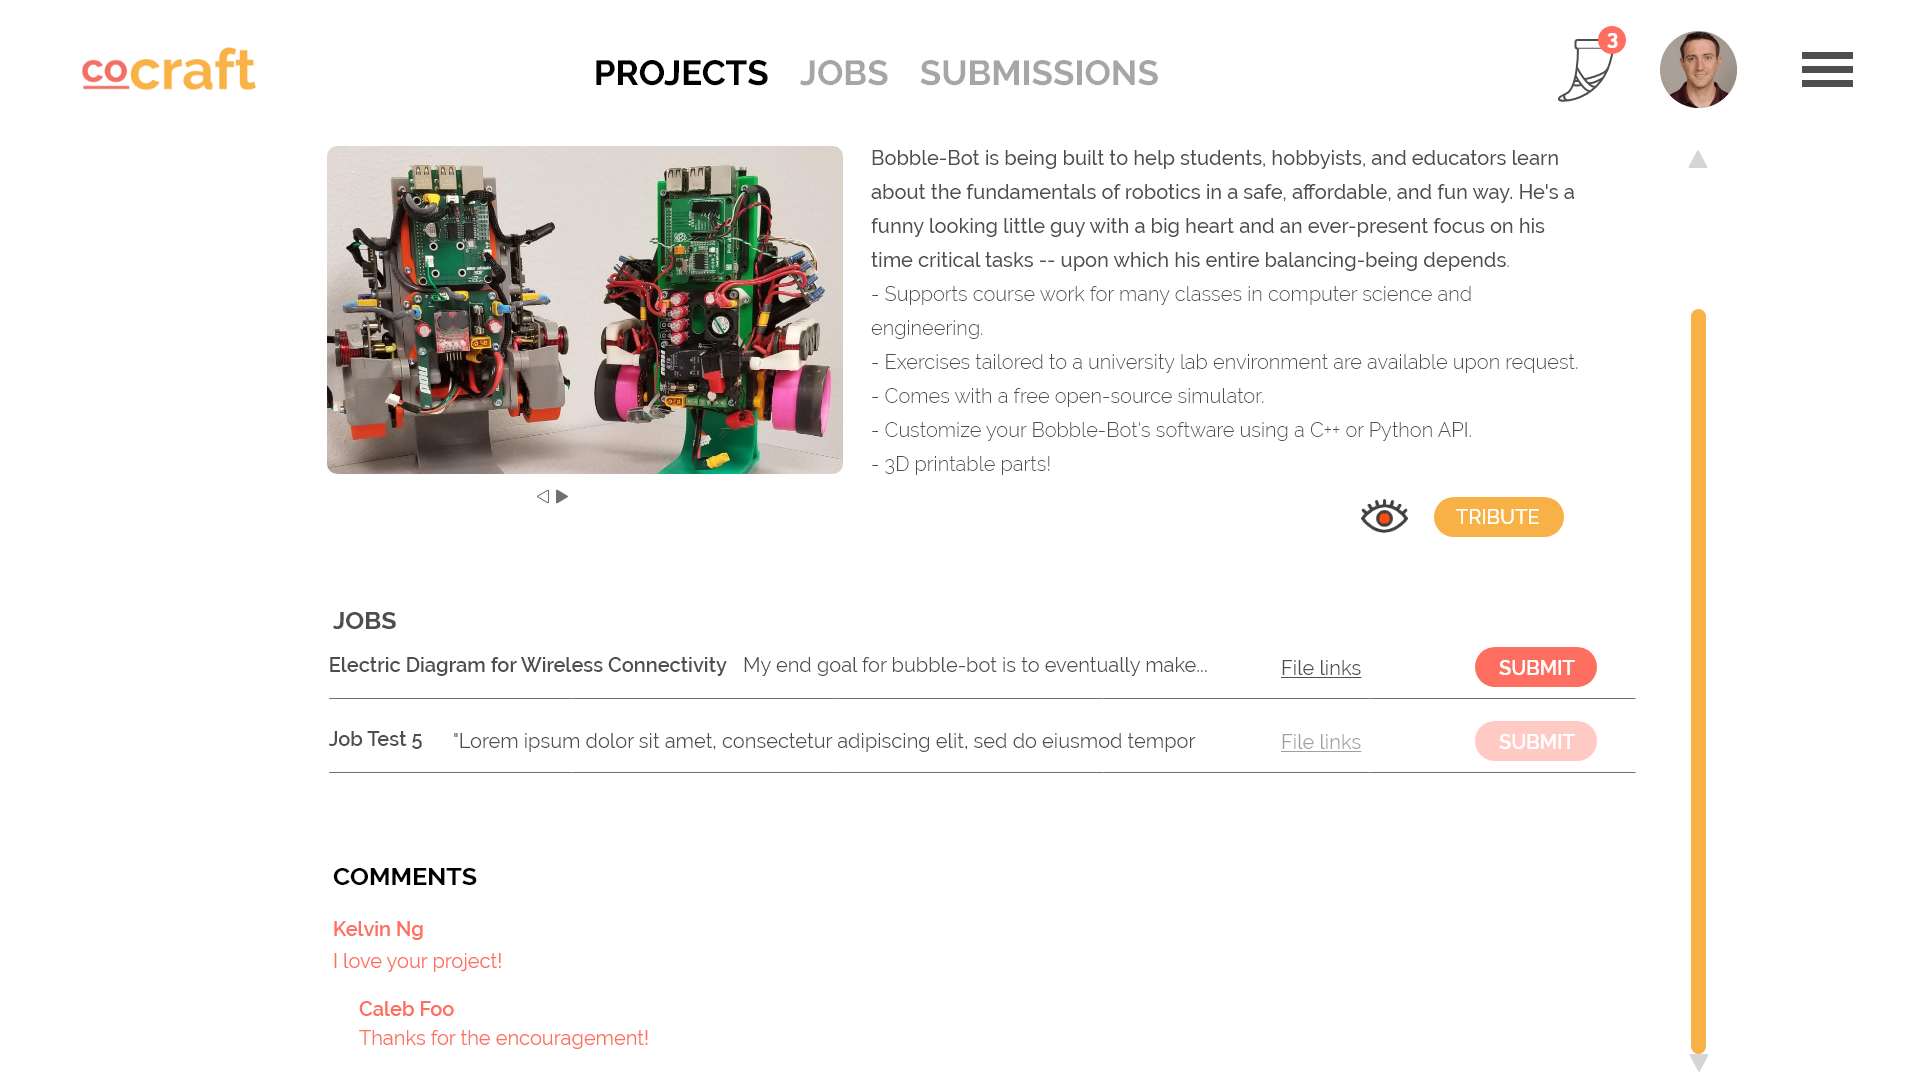 cocraft
PROJECTS JOBS SUBMISSIONS
3
Bobble-Bot is being built to help students, hobbyists, and educators learn
about the fundamentals of robotics in a safe, affordable, and fun way. He's a
funny looking little guy with a big heart and an ever-present focus on his
time critical tasks -- upon which his entire balancing-being depends.
- Supports course work for many classes in computer science and
engineering.
- Exercises tailored to a university lab environment are available upon request.
- Comes with a free open-source simulator.
- Customize your Bobble-Bot's software using a C++ or Python API.
- 3D printable parts!
TRIBUTE
JOBS
Electric Diagram for Wireless Connectivity My end goal for bubble-bot is to eventually make... File links SUBMIT
Job Test 5 "Lorem ipsum dolor sit amet, consectetur adipiscing elit, sed do eiusmod tempor File links SUBMIT
COMMENTS
Kelvin Ng
I love your project!
Caleb Foo
Thanks for the encouragement!